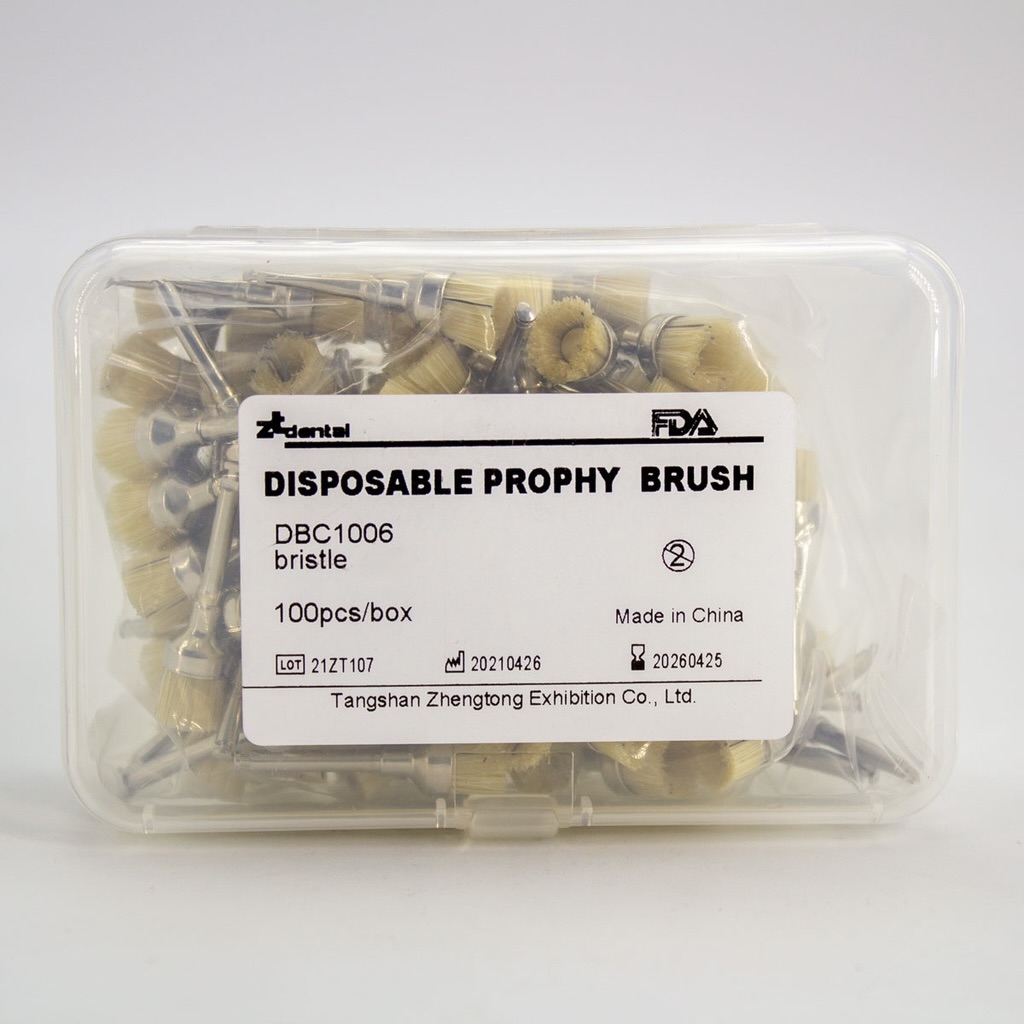 ztdental FDA
DISPOSABLE PROPHY BRUSH
DBC1006
bristle
2
100pcs/box Made in China
LOT 21ZT107 20210426 20260425
Tangshan Zhengtong Exhibition Co., Ltd.